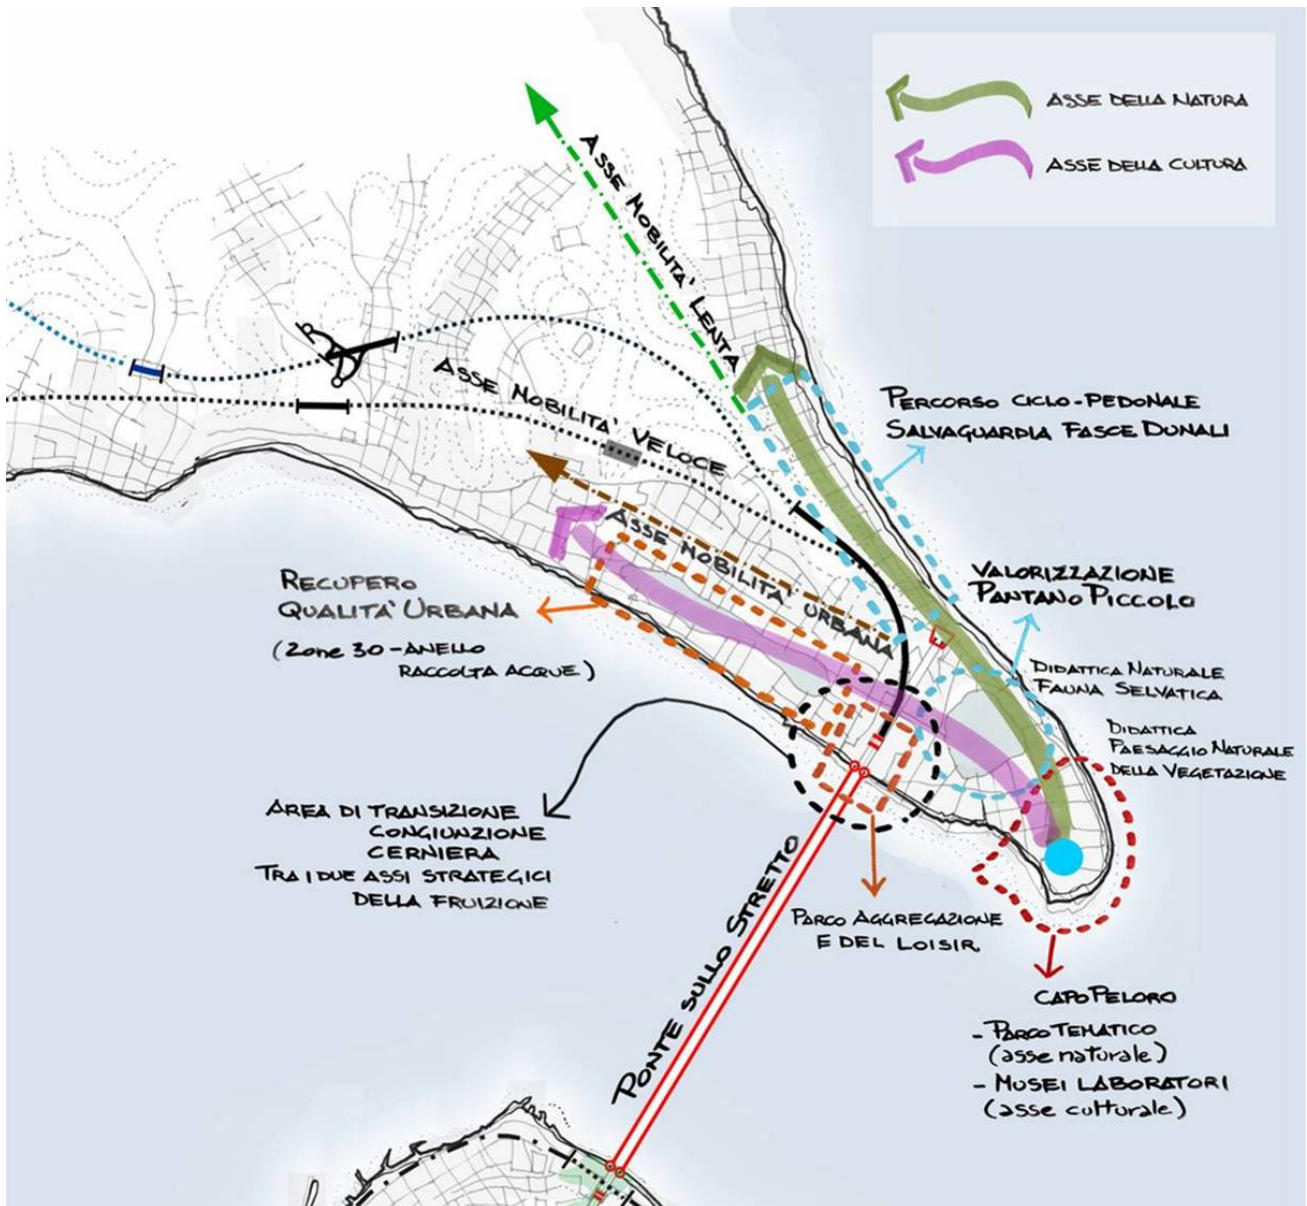 ASSE DELLA NATURA
ASSE DELLA CULTURA
ASSE MOBILITA' LENTA
ASSE MOBILITA' VELOCE
PERCORSO CICLO-PEDONALE
SALVAGUARDIA FASCE DUNALI
ASSE MOBILITA' URBANA
RECUPERO
QUALITA' URBANA
(Zone 30 - ANELLO
RACCOLTA ACQUE)
VALORIZZAZIONE
PANTANO PICCOLO
DIDATTICA NATURALE
FAUNA SELVATICA
DIDATTICA
PAESAGGIO NATURALE
DELLA VEGETAZIONE
AREA DI TRANSIZIONE
CONGIUNZIONE
CERNIERA
TRA I DUE ASSI STRATEGICI
DELLA FRUIZIONE
PONTE SULLO STRETTO
PARCO AGGREGAZIONE
E DEL LOISIR
CAPO PELORO
- PARCO TEMATICO
(asse naturale)
- MUSEI LABORATORI
(asse culturale)